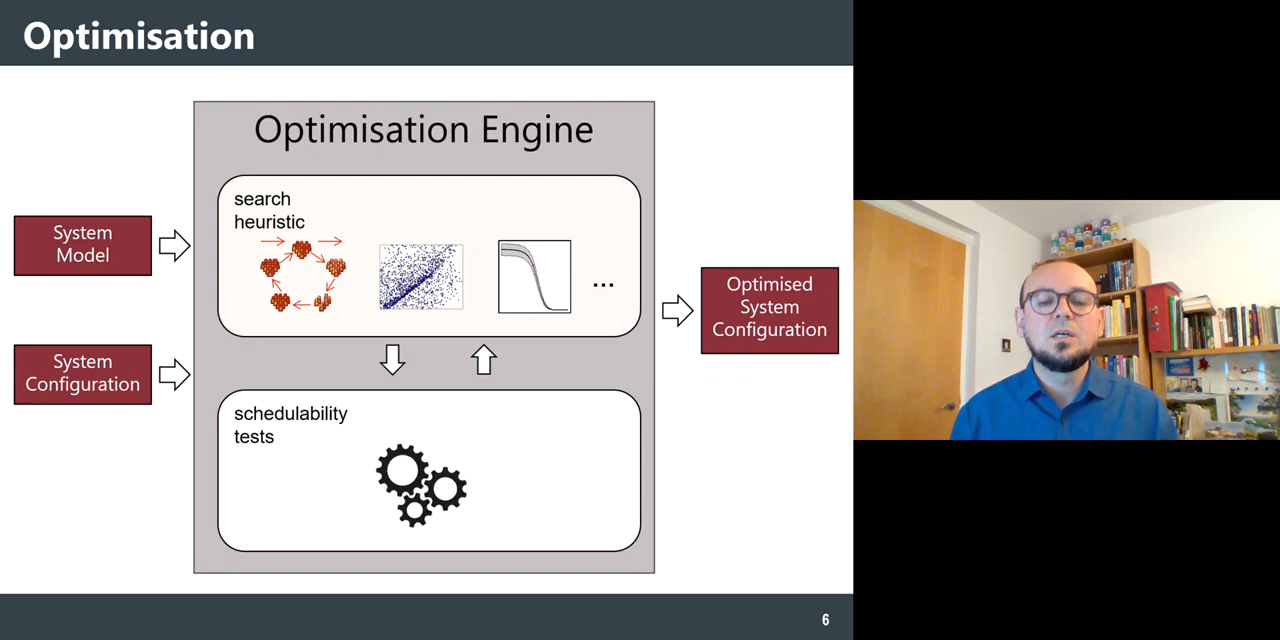 Optimisation
Optimisation Engine
search
heuristic
...
System
Model
System
Configuration
Optimised
System
Configuration
schedulability
tests
6